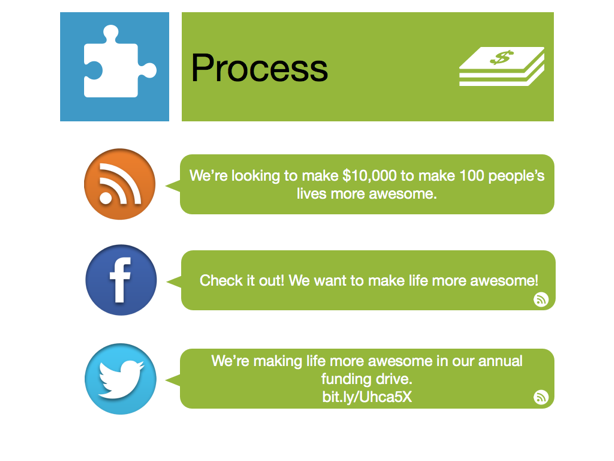 Process
$
We're looking to make $10,000 to make 100 people's
lives more awesome.
f
Check it out! We want to make life more awesome!
We're making life more awesome in our annual
funding drive.
bit.ly/Uhca5X